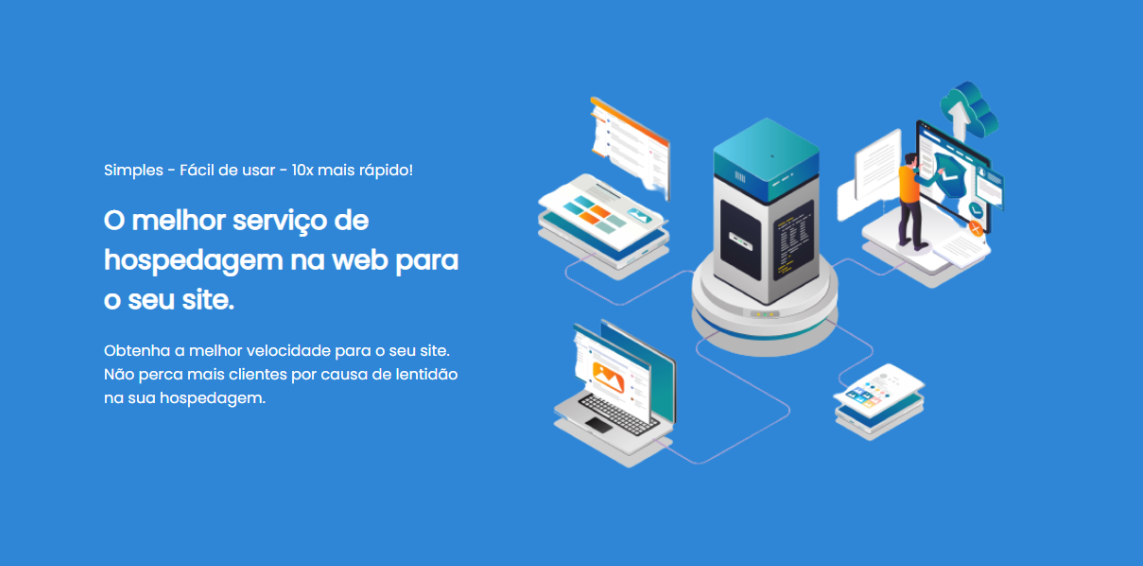 Simples - Fácil de usar - 10x mais rápido!
O melhor serviço de
hospedagem na web para
o seu site.
Obtenha a melhor velocidade para o seu site.
Não perca mais clientes por causa de lentidão
na sua hospedagem.